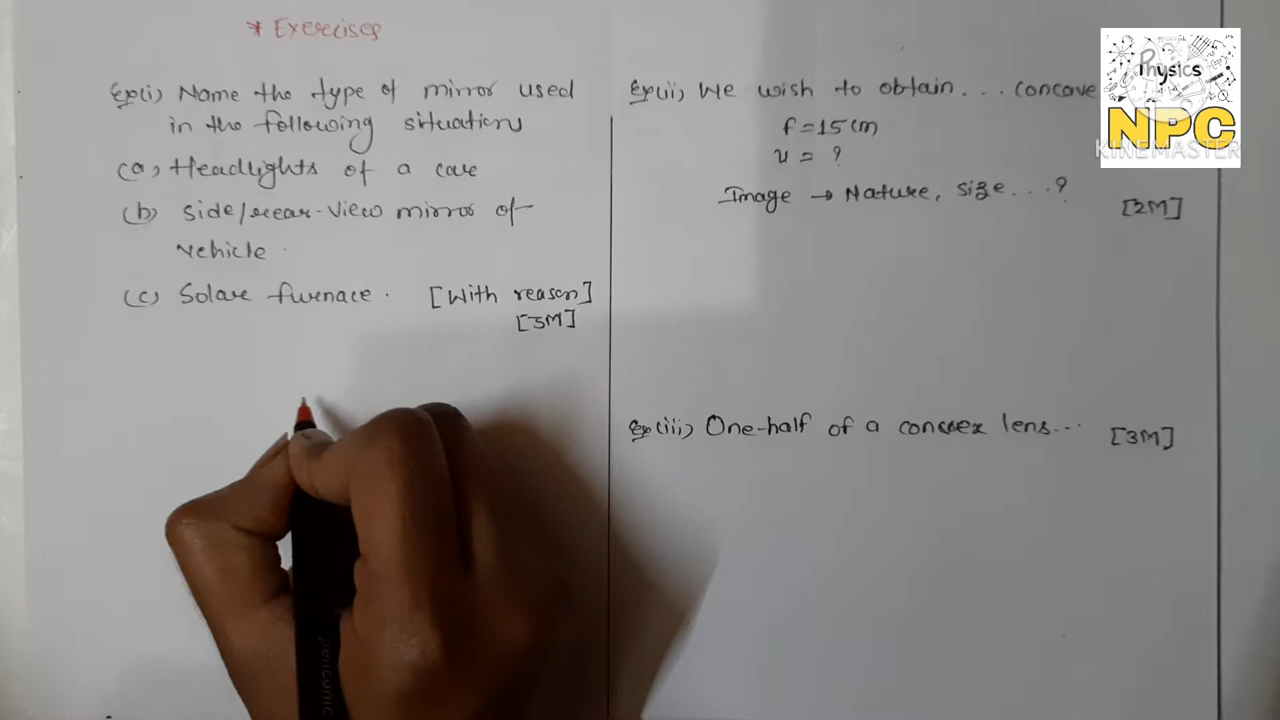 * Exercises
Ex(i) Name the type of mirror used
in the following situations
(a) Headlights of a care
(b) side/rear-view mirror of
vehicle.
(c) Solare furnace. [With reason]
[3M]
Ex(ii) We wish to obtain... concave
f = 15 cm
u = ?
Image → Nature, size...?
[2M]
Ex(iii) One-half of a convex lens... [3M]
Physics
NPC
KINEMASTER